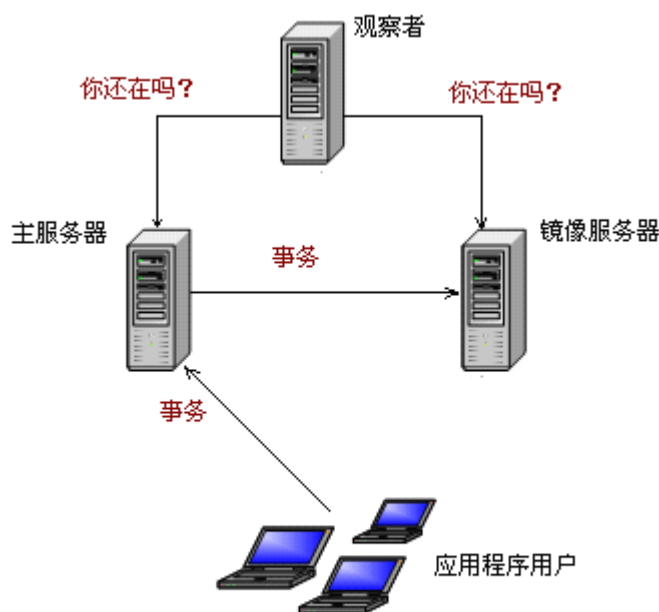 观察者
你还在吗?
你还在吗?
主服务器
镜像服务器
事务
事务
应用程序用户